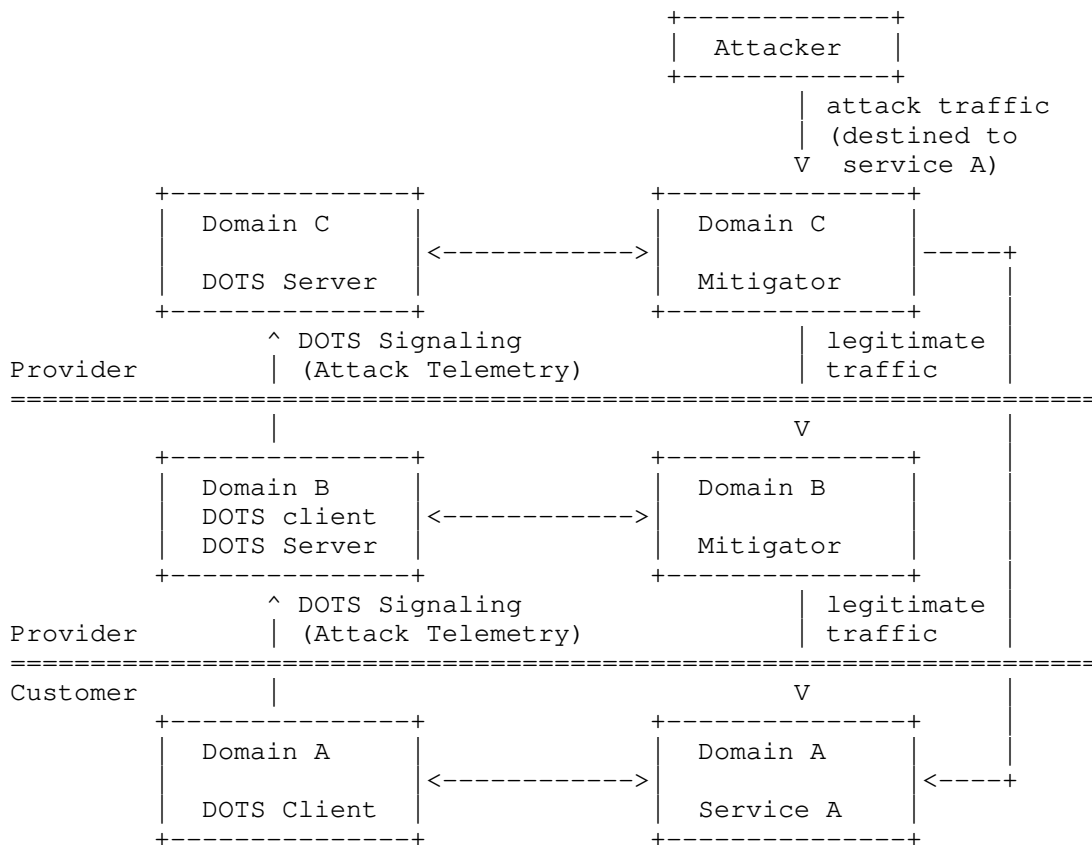 Attacker
attack traffic
(destined to
service A)
Domain C Domain C
DOTS Server Mitigator
DOTS Signaling legitimate
Provider (Attack Telemetry) traffic
V
Domain B Domain B
DOTS client
DOTS Server Mitigator
DOTS Signaling legitimate
Provider (Attack Telemetry) traffic
Customer V
Domain A Domain A
DOTS Client Service A